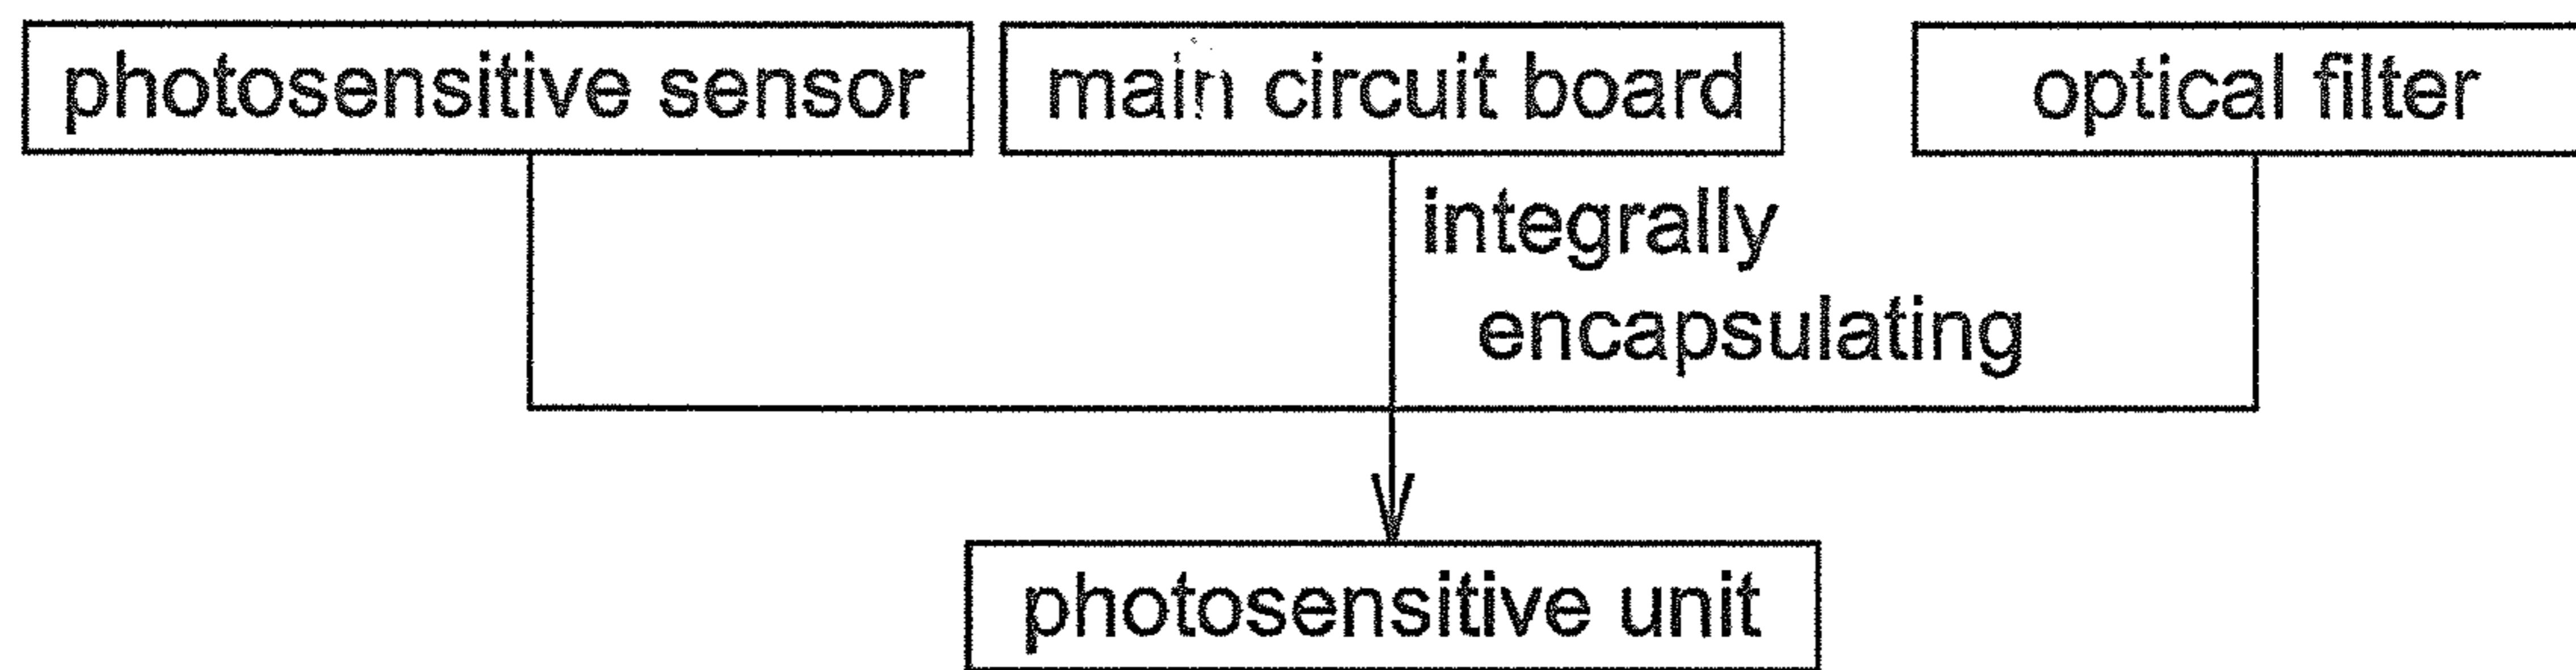 photosensitive sensor
main circuit board
optical filter
integrally
encapsulating
photosensitive unit